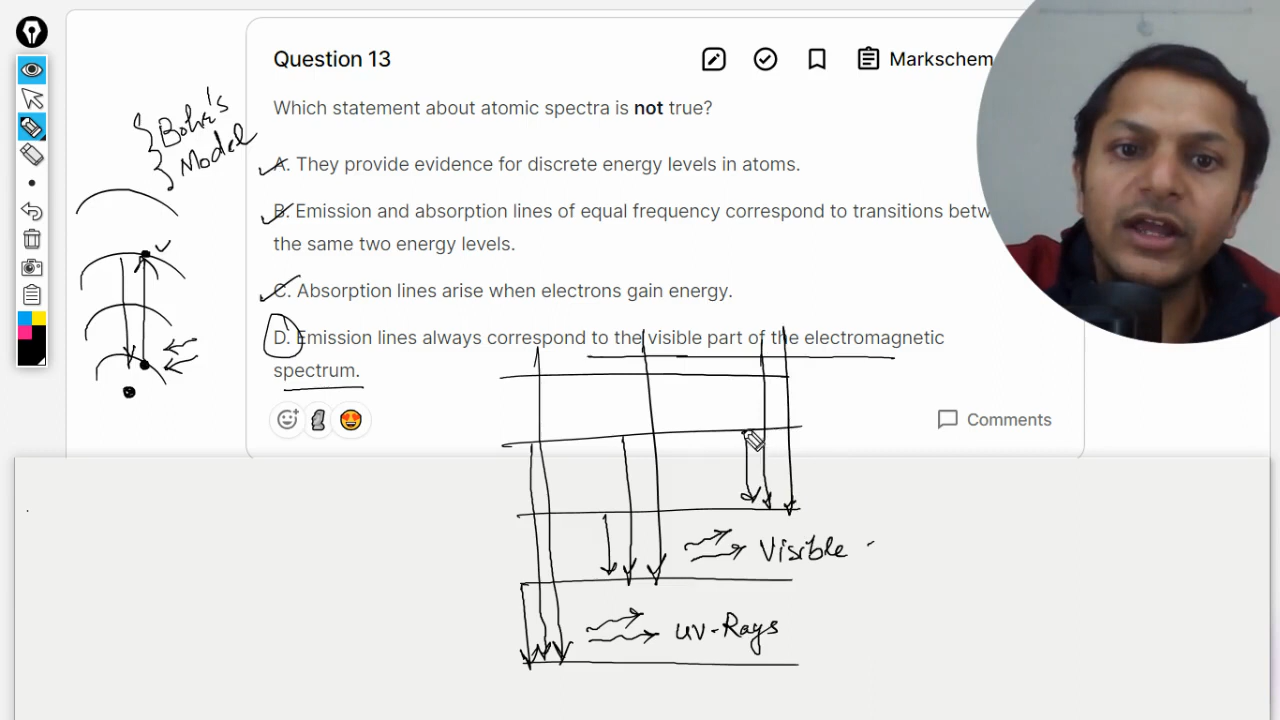 Question 13
Markschem
Which statement about atomic spectra is not true?
Bohr's
Model
A. They provide evidence for discrete energy levels in atoms.
B. Emission and absorption lines of equal frequency correspond to transitions betw
the same two energy levels.
C. Absorption lines arise when electrons gain energy.
D. Emission lines always correspond to the visible part of the electromagnetic
spectrum.
Comments
Visible
UV-Rays